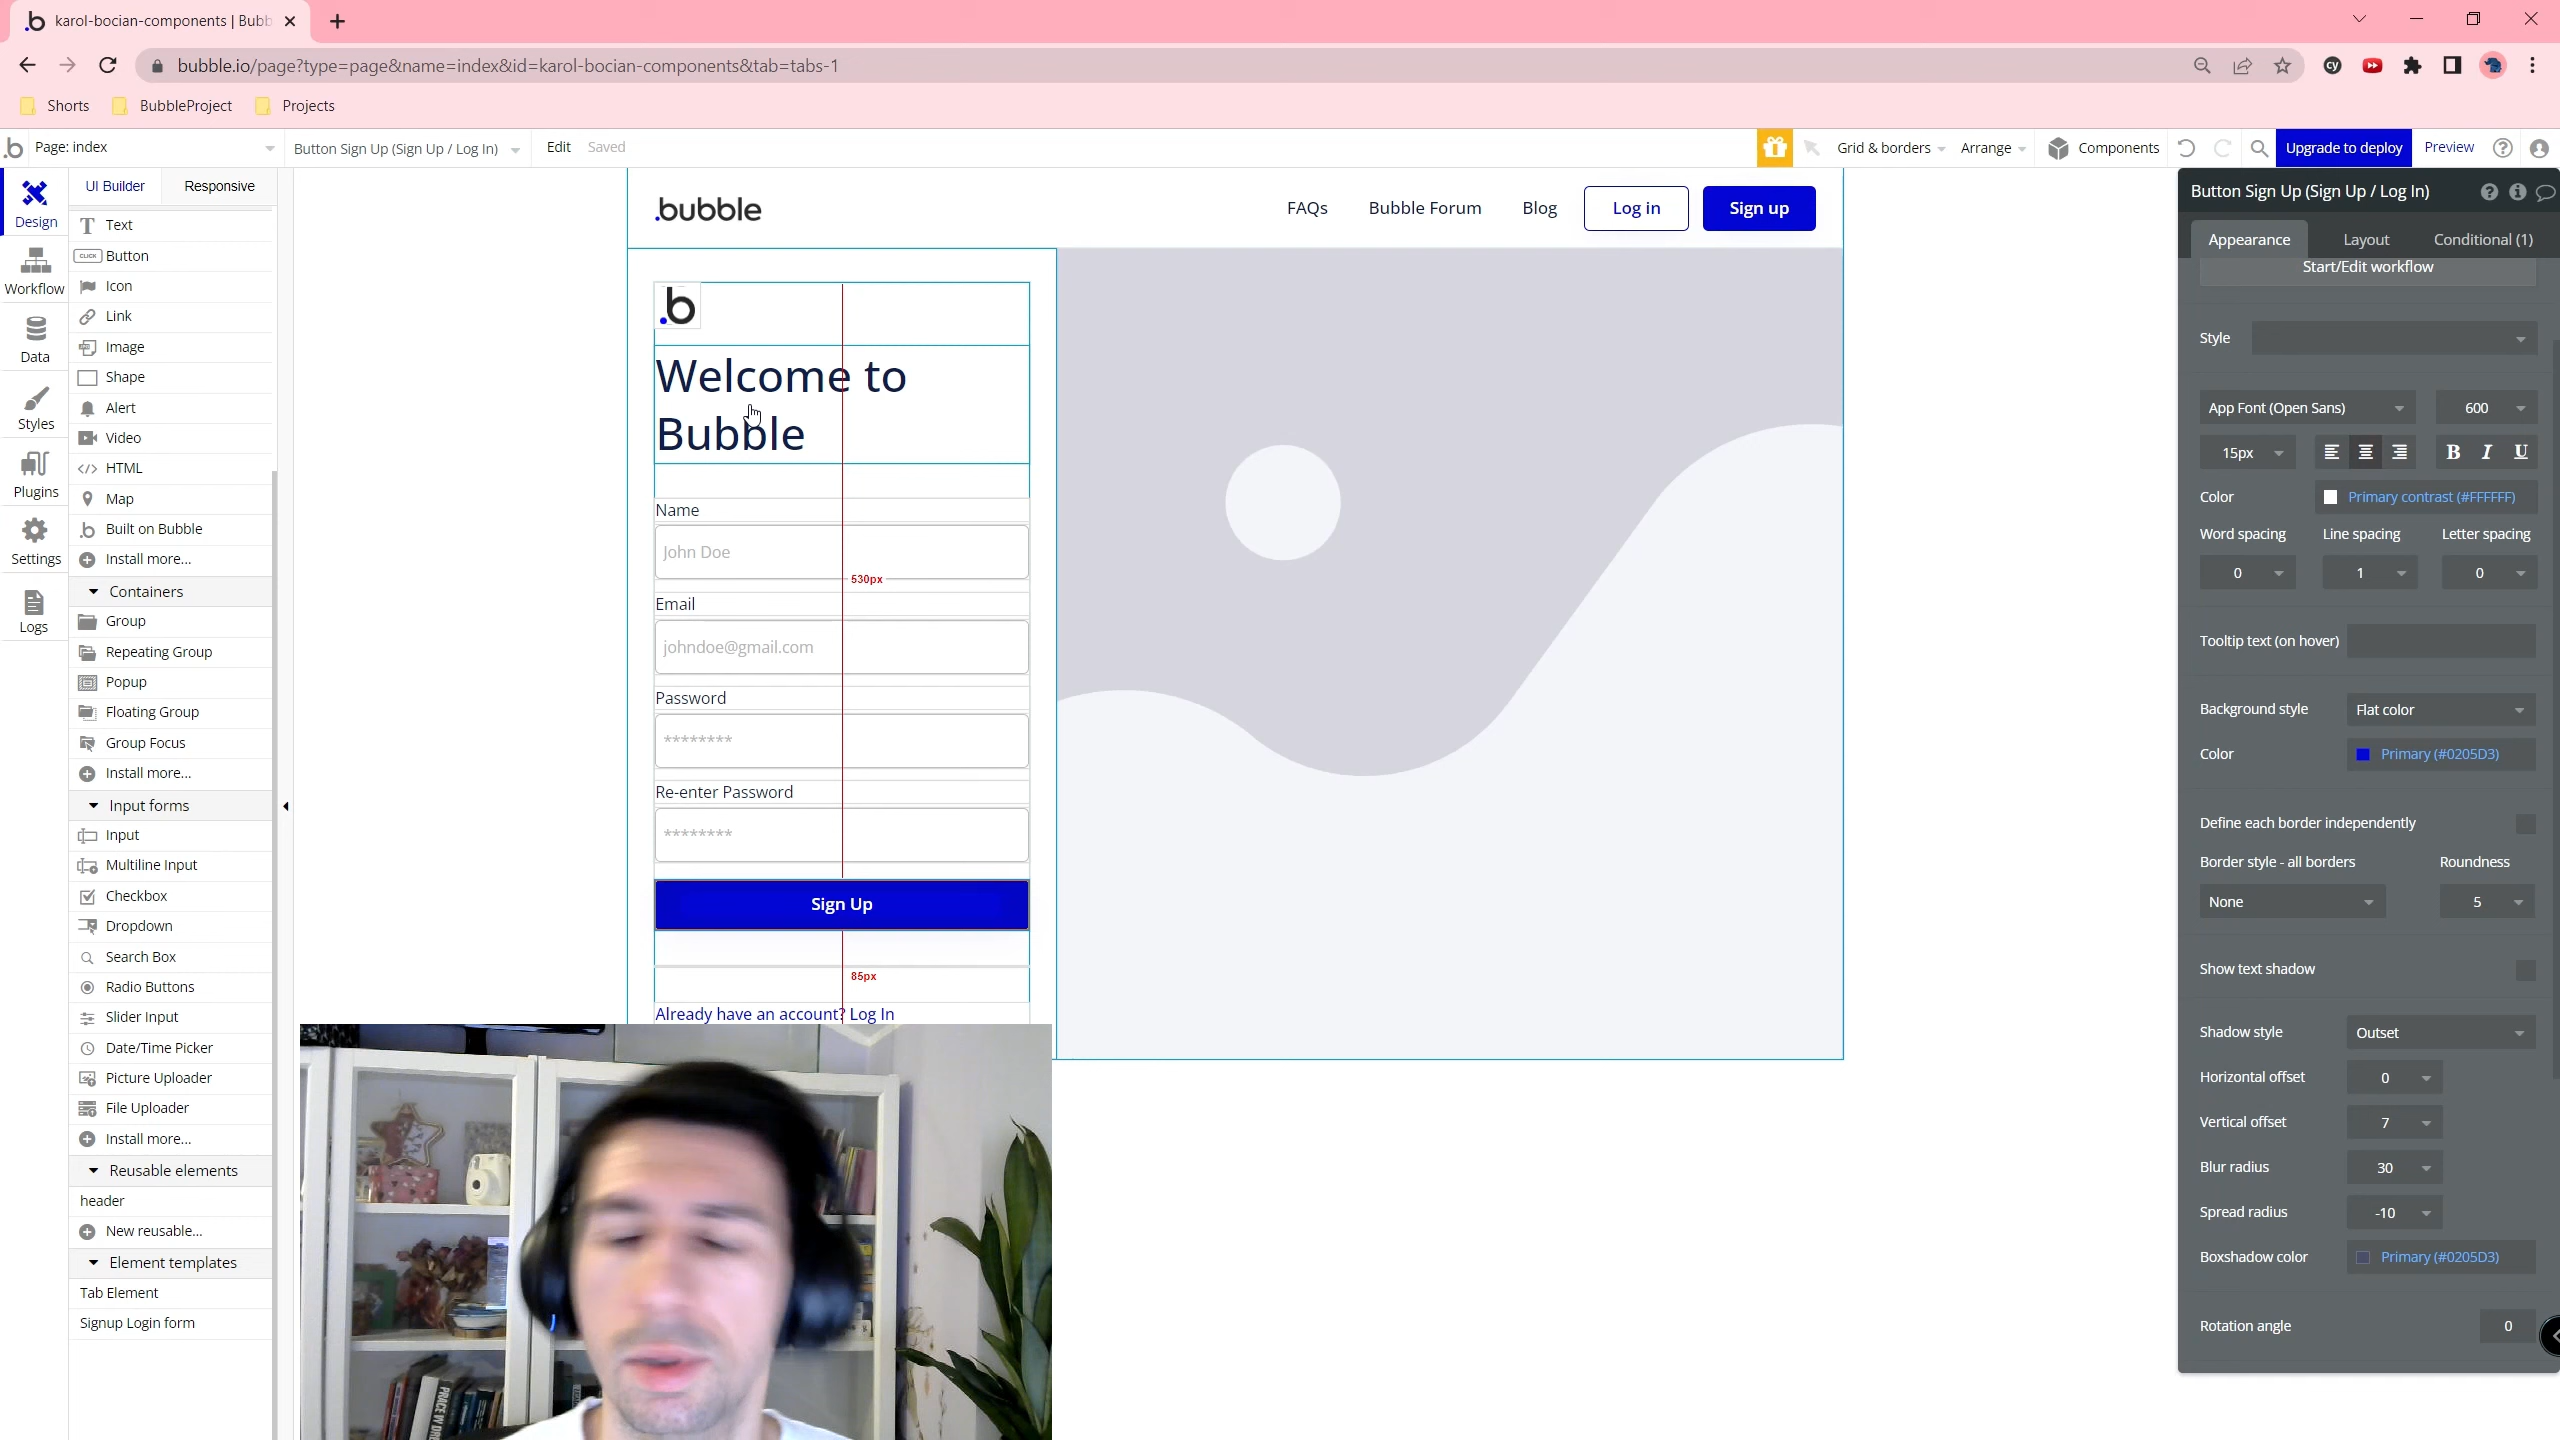 karol-bocian-components | Bubb
bubble.io/page?type=page&name=index&id=karol-bocian-components&tab=tabs-1
Shorts BubbleProject Projects
Page: index Button Sign Up (Sign Up / Log In) Edit Saved Grid & borders Arrange Components Upgrade to deploy Preview
Design
Workflow
Data
Styles
Plugins
Settings
Logs
UI Builder Responsive
Text
CLICK Button
Icon
Link
Image
Shape
Alert
Video
</> HTML
Map
Built on Bubble
Install more...
Containers
Group
Repeating Group
Popup
Floating Group
Group Focus
Install more...
Input forms
Input
Multiline Input
Checkbox
Dropdown
Search Box
Radio Buttons
Slider Input
Date/Time Picker
Picture Uploader
File Uploader
Install more...
Reusable elements
header
New reusable...
Element templates
Tab Element
Signup Login form
.bubble FAQs Bubble Forum Blog Log in Sign up
.b
Welcome to
Bubble
Name
John Doe
530px
Email
johndoe@gmail.com
Password
********
Re-enter Password
********
Sign Up
85px
Already have an account? Log In
PRACE W DRE
Button Sign Up (Sign Up / Log In)
Appearance Layout Conditional (1)
Start/Edit workflow
Style
App Font (Open Sans) 600
15px B I U
Color Primary contrast (#FFFFFF)
Word spacing Line spacing Letter spacing
0 1 0
Tooltip text (on hover)
Background style Flat color
Color Primary (#0205D3)
Define each border independently
Border style - all borders Roundness
None 5
Show text shadow
Shadow style Outset
Horizontal offset 0
Vertical offset 7
Blur radius 30
Spread radius -10
Boxshadow color Primary (#0205D3)
Rotation angle 0